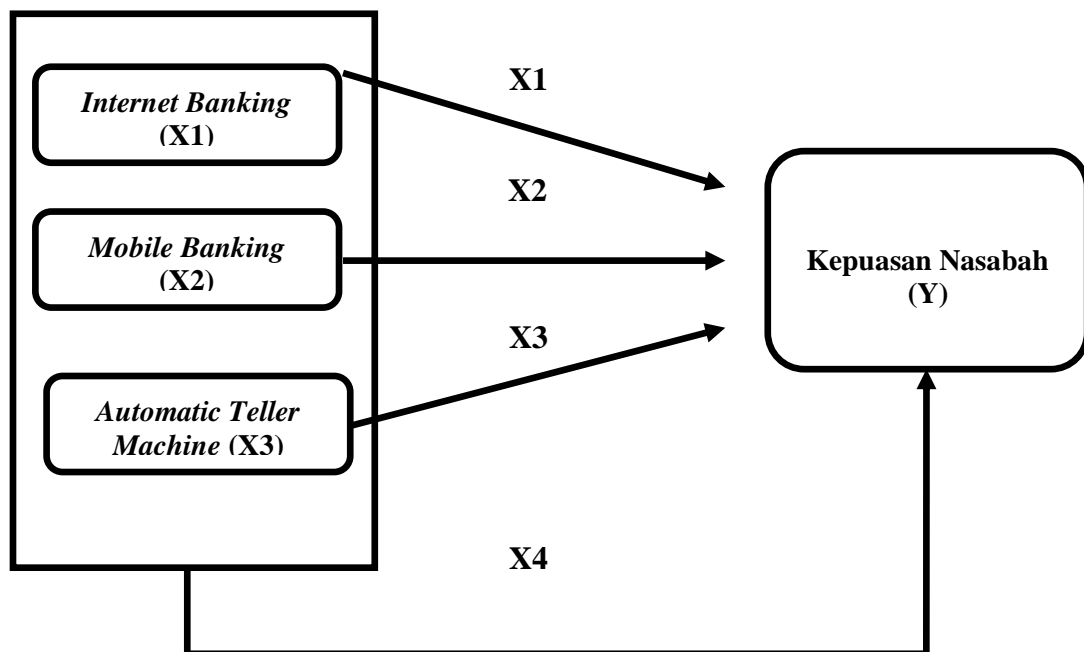 Internet Banking
(X1)
X1
Mobile Banking
(X2)
X2
Automatic Teller
Machine (X3)
X3
X4
Kepuasan Nasabah
(Y)